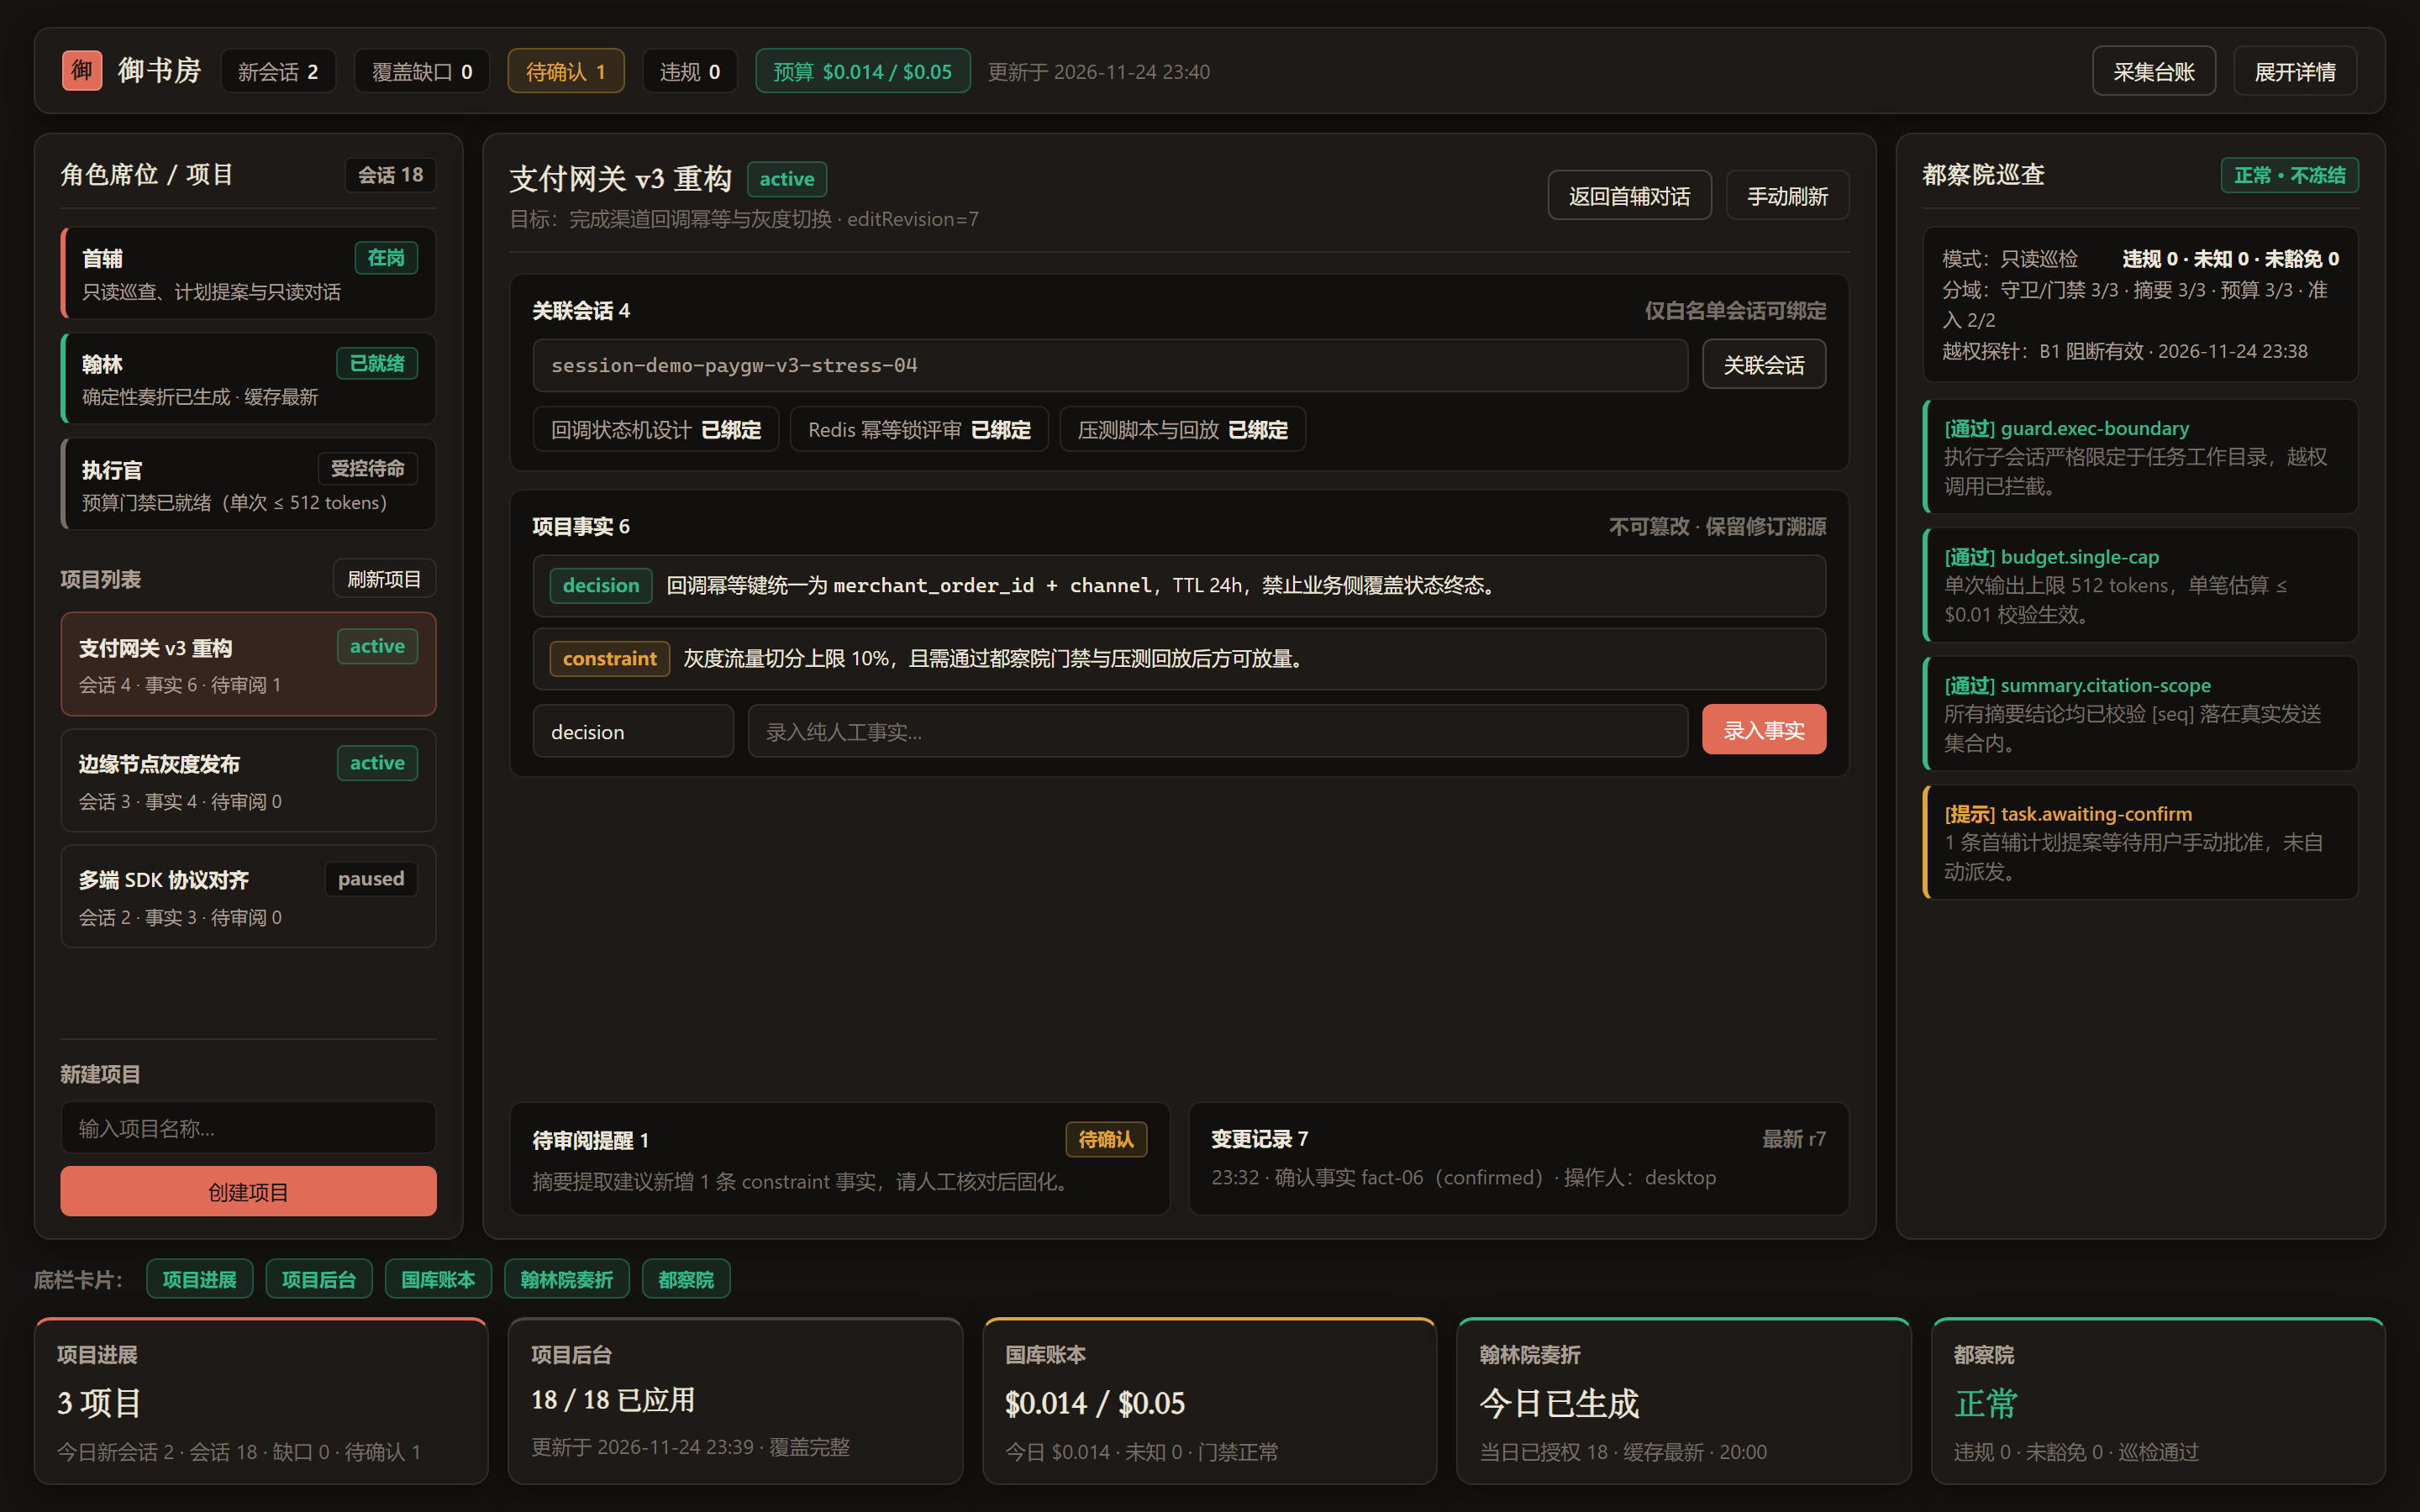 御 御书房 新会话 2 覆盖缺口 0 待确认 1 违规 0 预算 $0.014 / $0.05 更新于 2026-11-24 23:40 采集台账 展开详情
角色席位 / 项目 会话 18
首辅 在岗
只读巡查、计划提案与只读对话
翰林 已就绪
确定性奏折已生成 · 缓存最新
执行官 受控待命
预算门禁已就绪（单次 ≤ 512 tokens）
项目列表 刷新项目
支付网关 v3 重构 active
会话 4 · 事实 6 · 待审阅 1
边缘节点灰度发布 active
会话 3 · 事实 4 · 待审阅 0
多端 SDK 协议对齐 paused
会话 2 · 事实 3 · 待审阅 0
新建项目
输入项目名称...
创建项目
支付网关 v3 重构 active
目标：完成渠道回调幂等与灰度切换 · editRevision=7
返回首辅对话 手动刷新
关联会话 4 仅白名单会话可绑定
session-demo-paygw-v3-stress-04 关联会话
回调状态机设计 已绑定 Redis 幂等锁评审 已绑定 压测脚本与回放 已绑定
项目事实 6 不可篡改 · 保留修订溯源
decision 回调幂等键统一为 merchant_order_id + channel，TTL 24h，禁止业务侧覆盖状态终态。
constraint 灰度流量切分上限 10%，且需通过都察院门禁与压测回放后方可放量。
decision 录入纯人工事实... 录入事实
待审阅提醒 1 待确认
摘要提取建议新增 1 条 constraint 事实，请人工核对后固化。
变更记录 7 最新 r7
23:32 · 确认事实 fact-06（confirmed）· 操作人：desktop
都察院巡查 正常 · 不冻结
模式：只读巡检 违规 0 · 未知 0 · 未豁免 0
分域：守卫/门禁 3/3 · 摘要 3/3 · 预算 3/3 · 准
入 2/2
越权探针：B1 阻断有效 · 2026-11-24 23:38
[通过] guard.exec-boundary
执行子会话严格限定于任务工作目录，越权
调用已拦截。
[通过] budget.single-cap
单次输出上限 512 tokens，单笔估算 ≤
$0.01 校验生效。
[通过] summary.citation-scope
所有摘要结论均已校验 [seq] 落在真实发送
集合内。
[提示] task.awaiting-confirm
1 条首辅计划提案等待用户手动批准，未自
动派发。
底栏卡片： 项目进展 项目后台 国库账本 翰林院奏折 都察院
项目进展
3 项目
今日新会话 2 · 会话 18 · 缺口 0 · 待确认 1
项目后台
18 / 18 已应用
更新于 2026-11-24 23:39 · 覆盖完整
国库账本
$0.014 / $0.05
今日 $0.014 · 未知 0 · 门禁正常
翰林院奏折
今日已生成
当日已授权 18 · 缓存最新 · 20:00
都察院
正常
违规 0 · 未豁免 0 · 巡检通过